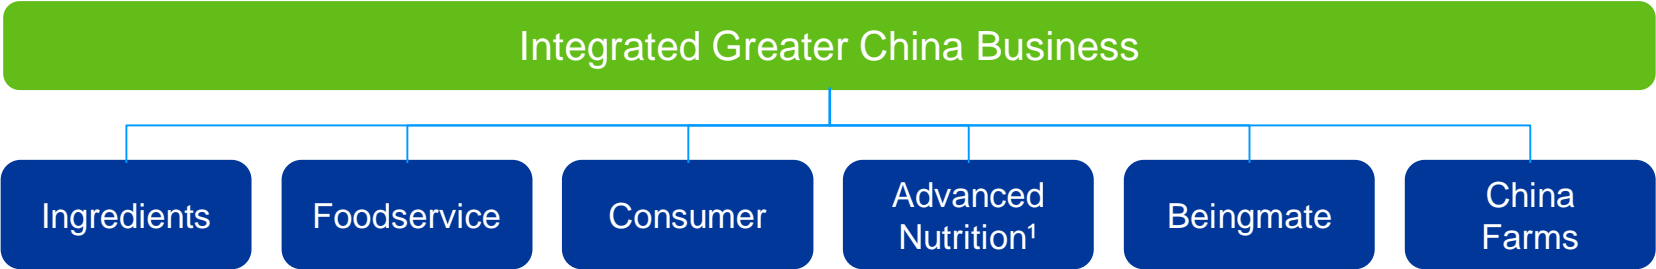 Integrated Greater China Business
Ingredients
Foodservice
Consumer
Advanced
Nutrition¹
Beingmate
China
Farms